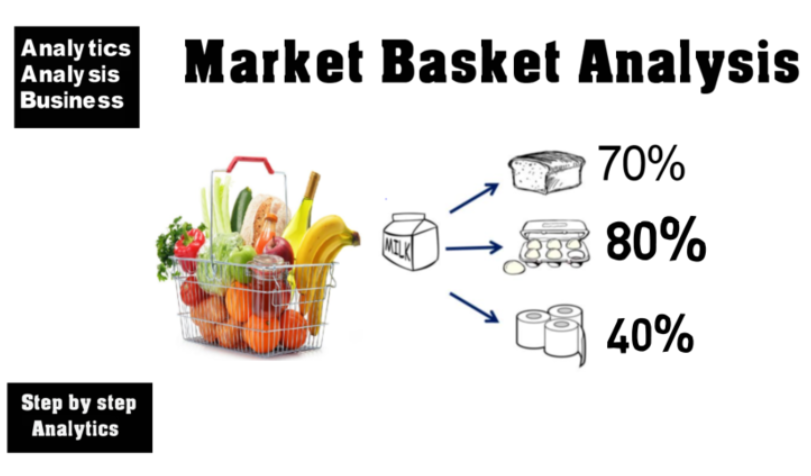 Analytics
Analysis
Business
Market Basket Analysis
MILK
70%
80%
40%
Step by step
Analytics